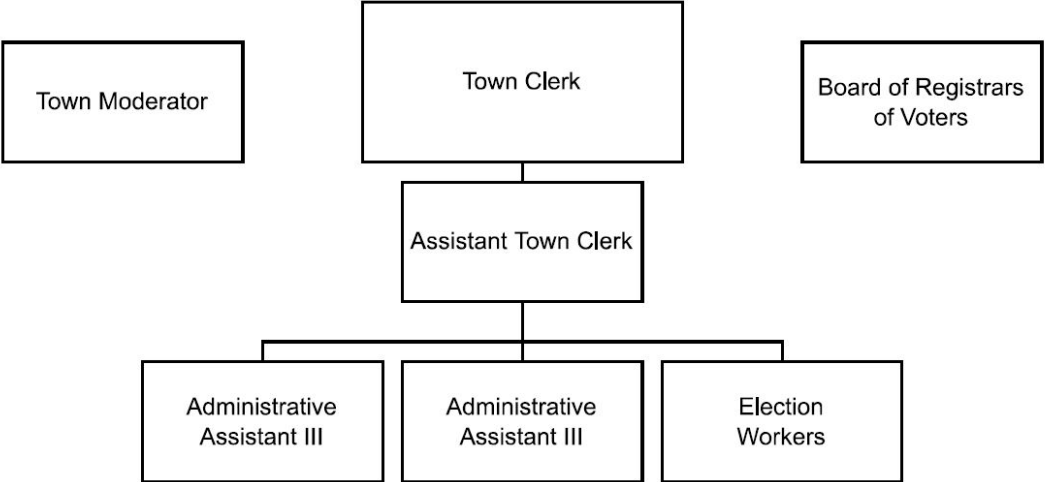 Town Clerk
Town Moderator
Board of Registrars
of Voters
Assistant Town Clerk
Administrative
Assistant III
Administrative
Assistant III
Election
Workers